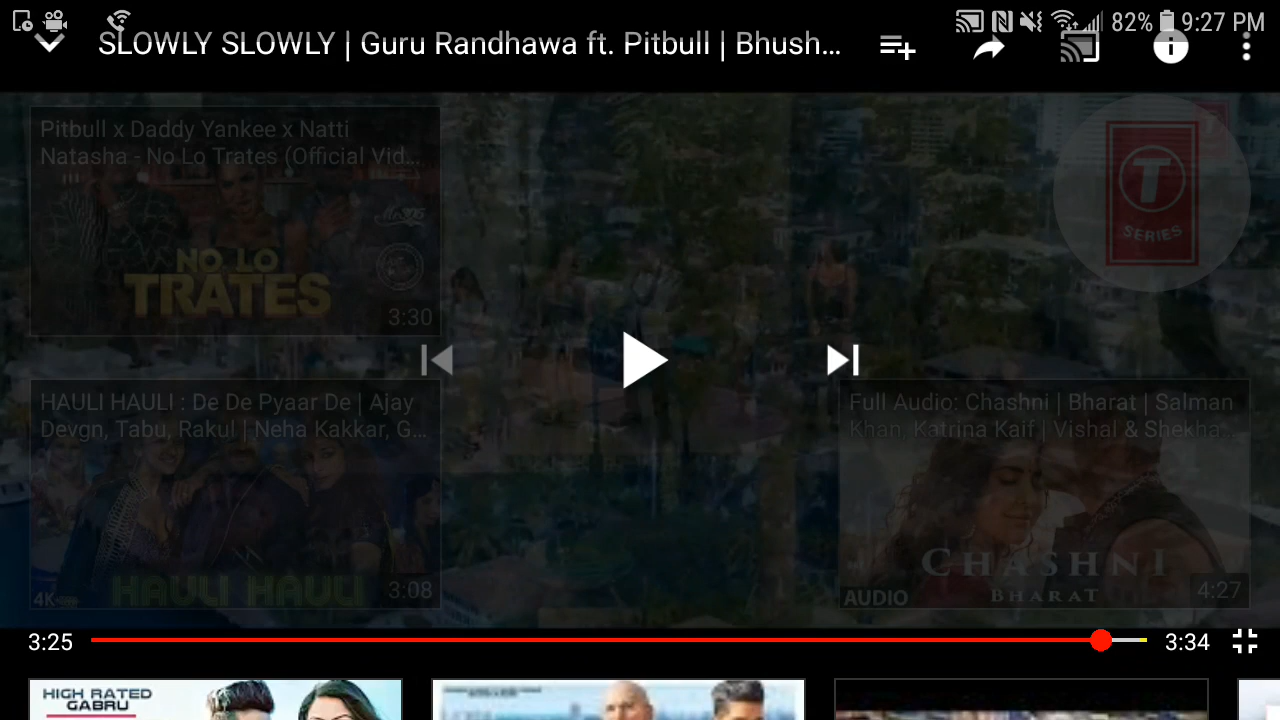 82% 9:27 PM
SLOWLY SLOWLY | Guru Randhawa ft. Pitbull | Bhush...
Pitbull x Daddy Yankee x Natti
Natasha - No Lo Trates (Official Vid...
NO LO
TRATES
3:30
T
SERIES
HAULI HAULI : De De Pyaar De | Ajay
Devgn, Tabu, Rakul | Neha Kakkar, G...
HAULI HAULI
4K
3:08
Full Audio: Chashni | Bharat | Salman
Khan, Katrina Kaif | Vishal & Shekha...
CHASHNI
BHARAT
AUDIO
4:27
3:25
3:34
HIGH RATED
GABRU